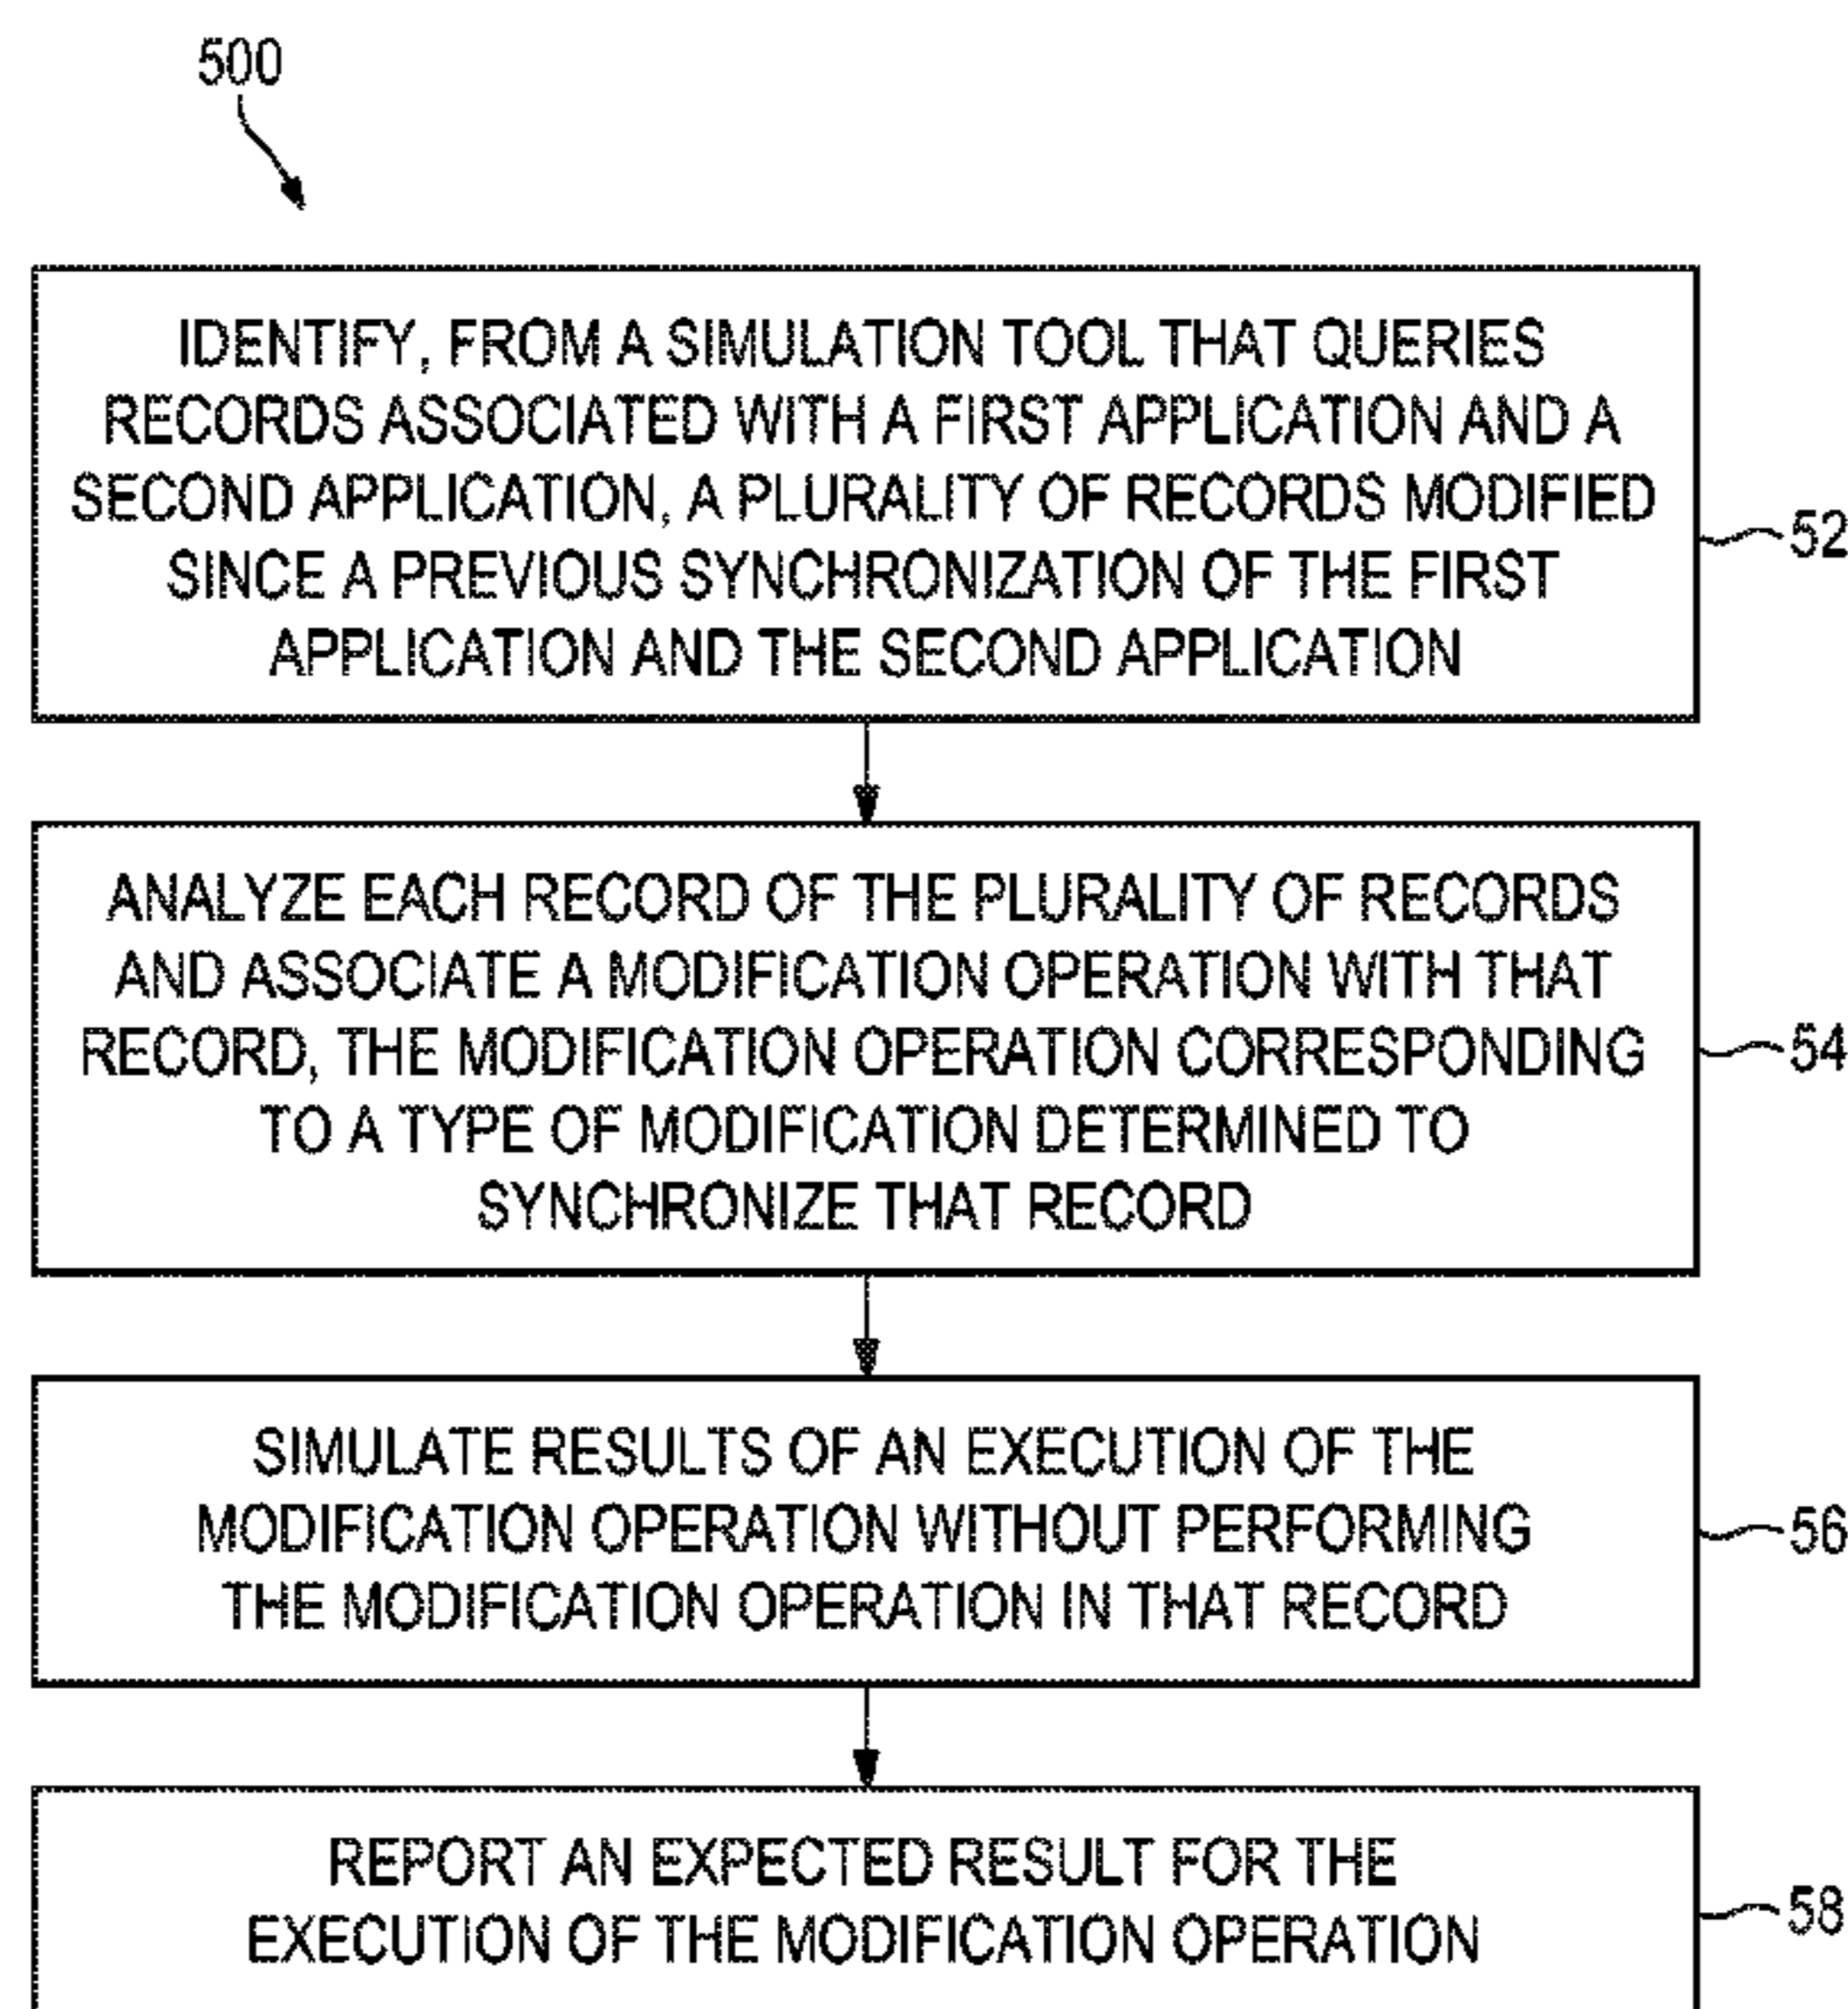 500
IDENTIFY, FROM A SIMULATION TOOL THAT QUERIES
RECORDS ASSOCIATED WITH A FIRST APPLICATION AND A
SECOND APPLICATION, A PLURALITY OF RECORDS MODIFIED
SINCE A PREVIOUS SYNCHRONIZATION OF THE FIRST
APPLICATION AND THE SECOND APPLICATION
52
ANALYZE EACH RECORD OF THE PLURALITY OF RECORDS
AND ASSOCIATE A MODIFICATION OPERATION WITH THAT
RECORD, THE MODIFICATION OPERATION CORRESPONDING
TO A TYPE OF MODIFICATION DETERMINED TO
SYNCHRONIZE THAT RECORD
54
SIMULATE RESULTS OF AN EXECUTION OF THE
MODIFICATION OPERATION WITHOUT PERFORMING
THE MODIFICATION OPERATION IN THAT RECORD
56
REPORT AN EXPECTED RESULT FOR THE
EXECUTION OF THE MODIFICATION OPERATION
58